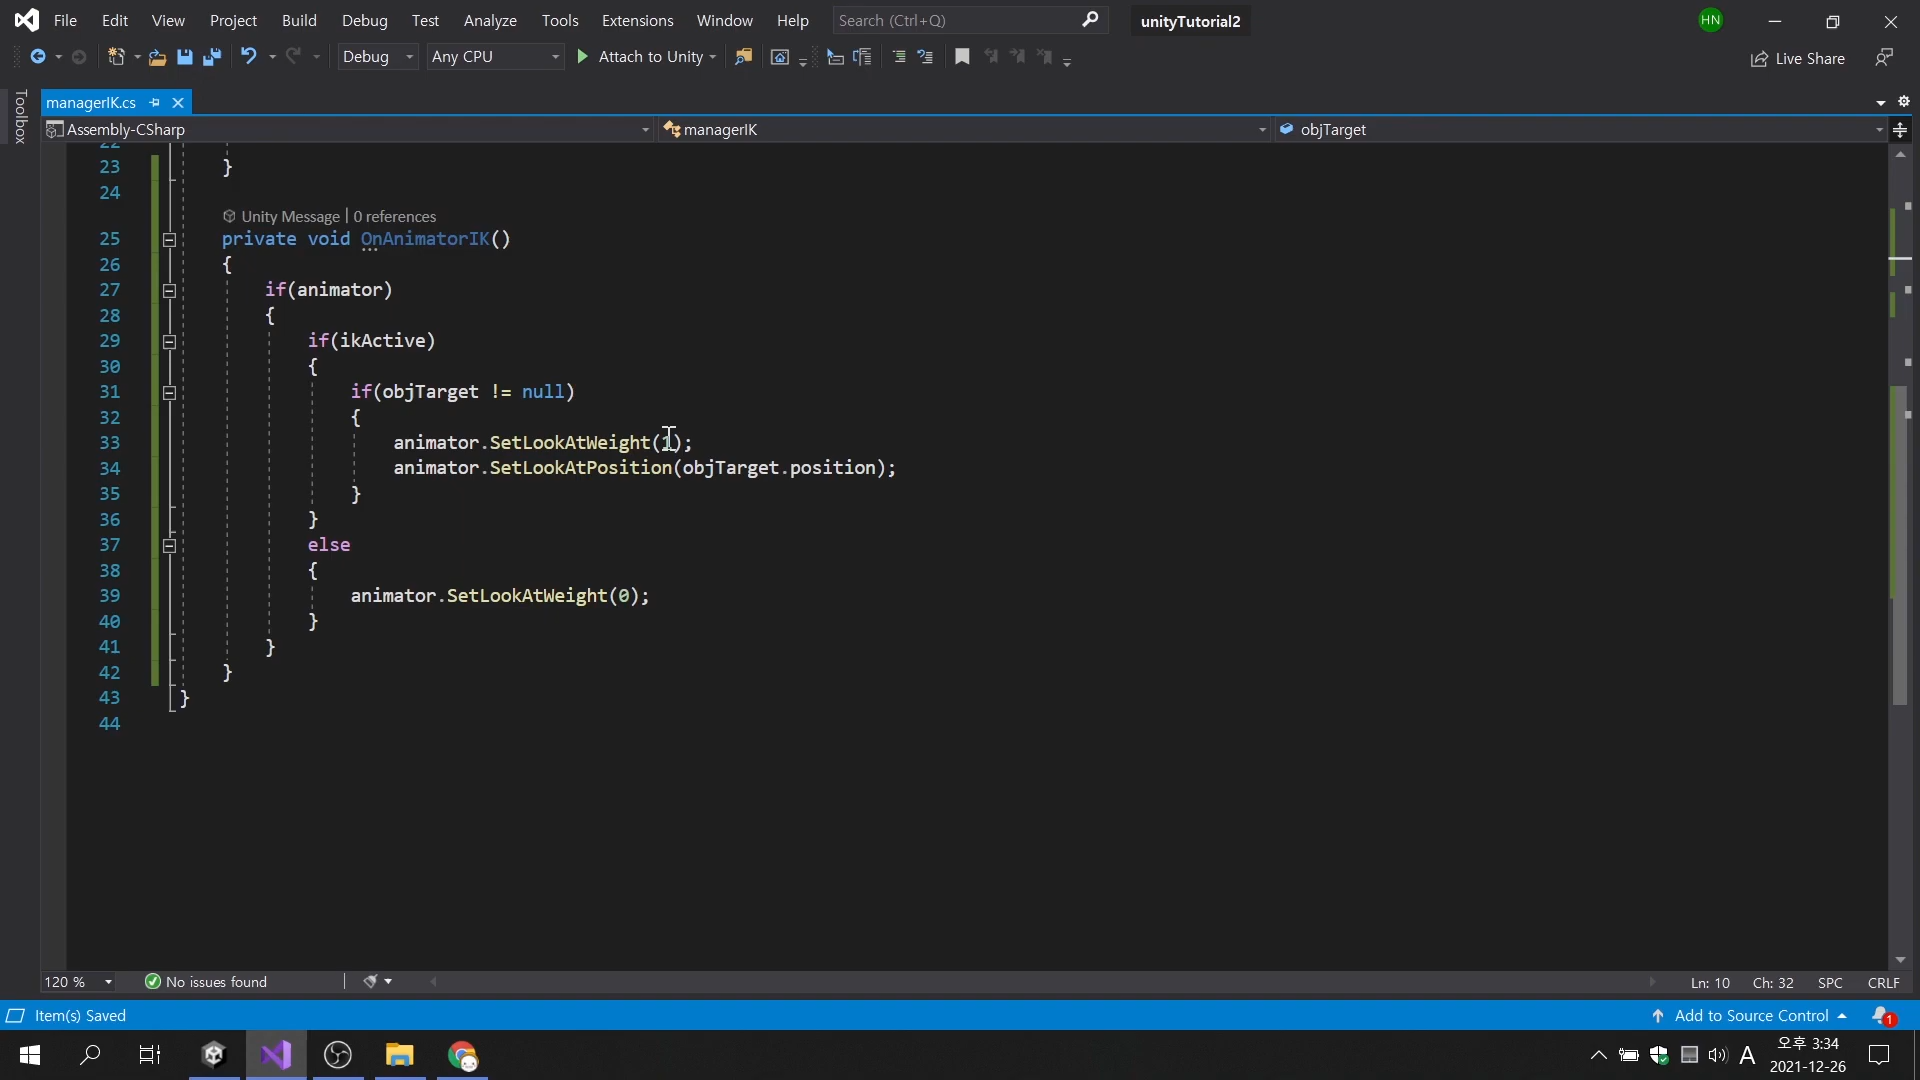 File Edit View Project Build Debug Test Analyze Tools Extensions Window Help Search (Ctrl+Q) unityTutorial2 HN
Debug Any CPU Attach to Unity Live Share
Toolbox
managerIK.cs
Assembly-CSharp managerIK objTarget
22
23 }
24
Unity Message | 0 references
25 private void OnAnimatorIK()
26 {
27 if(animator)
28 {
29 if(ikActive)
30 {
31 if(objTarget != null)
32 {
33 animator.SetLookAtWeight(1);
34 animator.SetLookAtPosition(objTarget.position);
35 }
36 }
37 else
38 {
39 animator.SetLookAtWeight(0);
40 }
41 }
42 }
43 }
44
120 % No issues found Ln: 10 Ch: 32 SPC CRLF
Item(s) Saved Add to Source Control 1
A 오후 3:34
2021-12-26